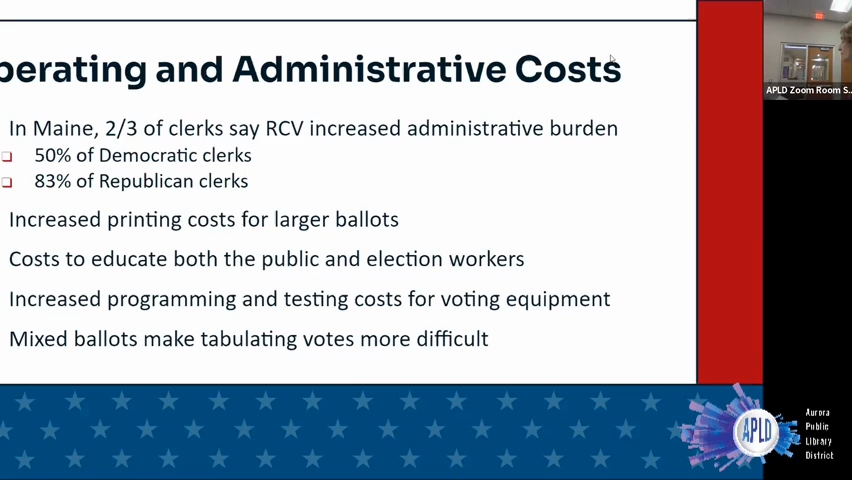 perating and Administrative Costs
In Maine, 2/3 of clerks say RCV increased administrative burden
50% of Democratic clerks
83% of Republican clerks
Increased printing costs for larger ballots
Costs to educate both the public and election workers
Increased programming and testing costs for voting equipment
Mixed ballots make tabulating votes more difficult
APLD Zoom Room S...
APLD
Aurora
Public
Library
District